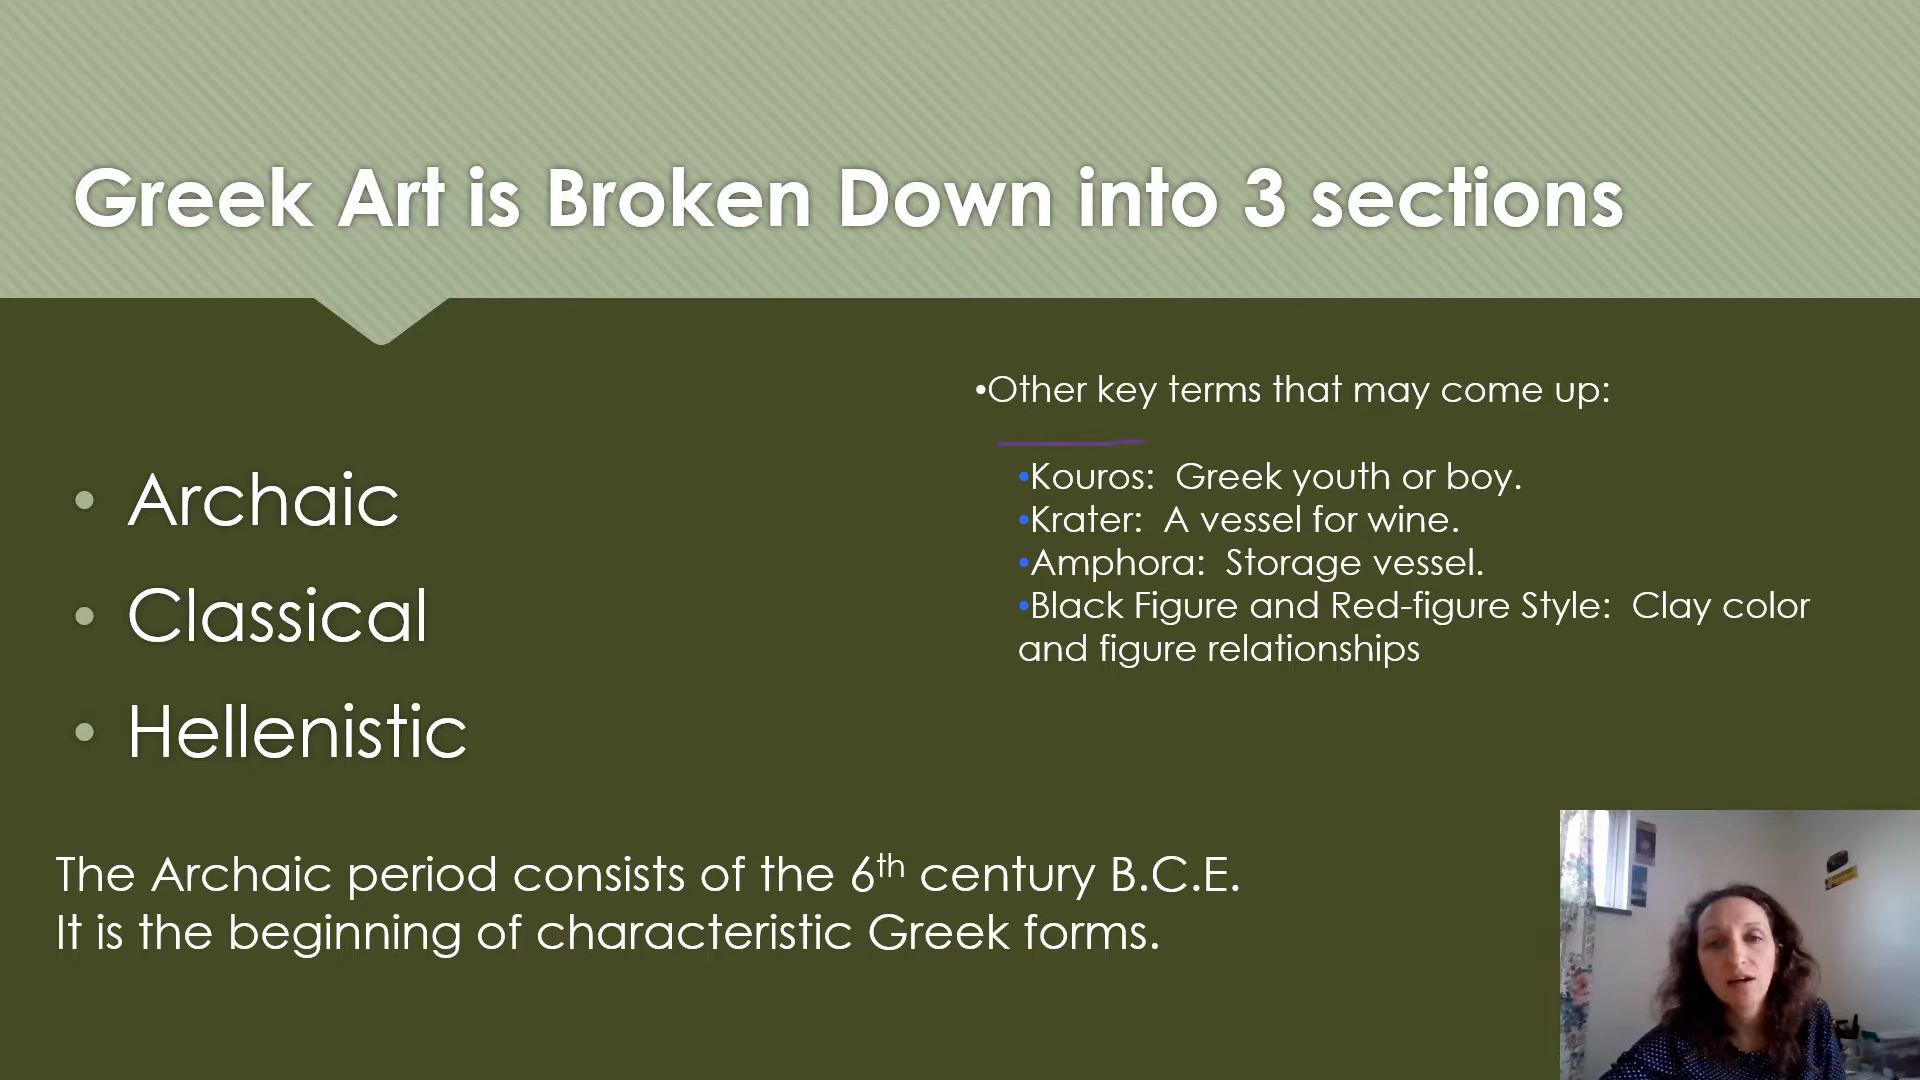 Greek Art is Broken Down into 3 sections
• Archaic
• Classical
• Hellenistic
•Other key terms that may come up:
•Kouros:  Greek youth or boy.
•Krater:  A vessel for wine.
•Amphora:  Storage vessel.
•Black Figure and Red-figure Style:  Clay color
and figure relationships
The Archaic period consists of the 6th century B.C.E.
It is the beginning of characteristic Greek forms.